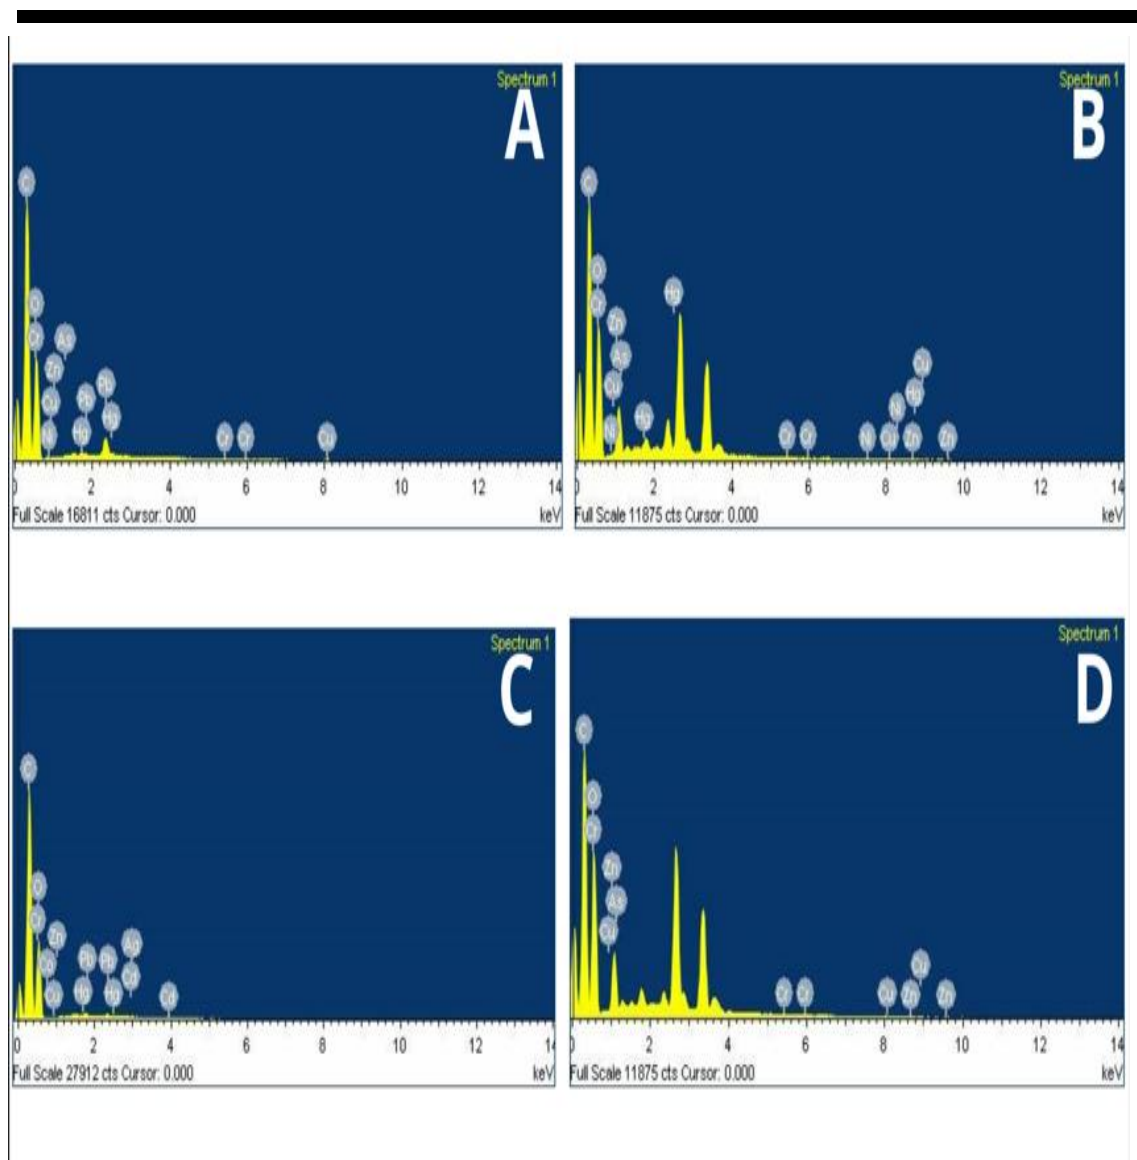 Spectrum 1
A
C
O
Cr
As
Zn
Pb
Pb
Cu
Hg
Ni
Hg
Cr
Cr
Cu
0 2 4 6 8 10 12 14
Full Scale 16811 cts Cursor: 0.000 keV
Spectrum 1
B
C
O
Hg
Cr
Zn
As
Cu
Cu
Hg
Ni
Hg
Ni
Cr
Cr
Ni
Cu
Zn
Zn
0 2 4 6 8 10 12 14
Full Scale 11875 cts Cursor: 0.000 keV
Spectrum 1
C
C
O
Cr
Zn
Ag
Co
Pb
Pb
Cd
Cu
Hg
Hg
Cd
0 2 4 6 8 10 12 14
Full Scale 27912 cts Cursor: 0.000 keV
Spectrum 1
D
C
O
Cr
Zn
As
Cu
Cu
Cr
Cr
Cu
Zn
Zn
0 2 4 6 8 10 12 14
Full Scale 11875 cts Cursor: 0.000 keV